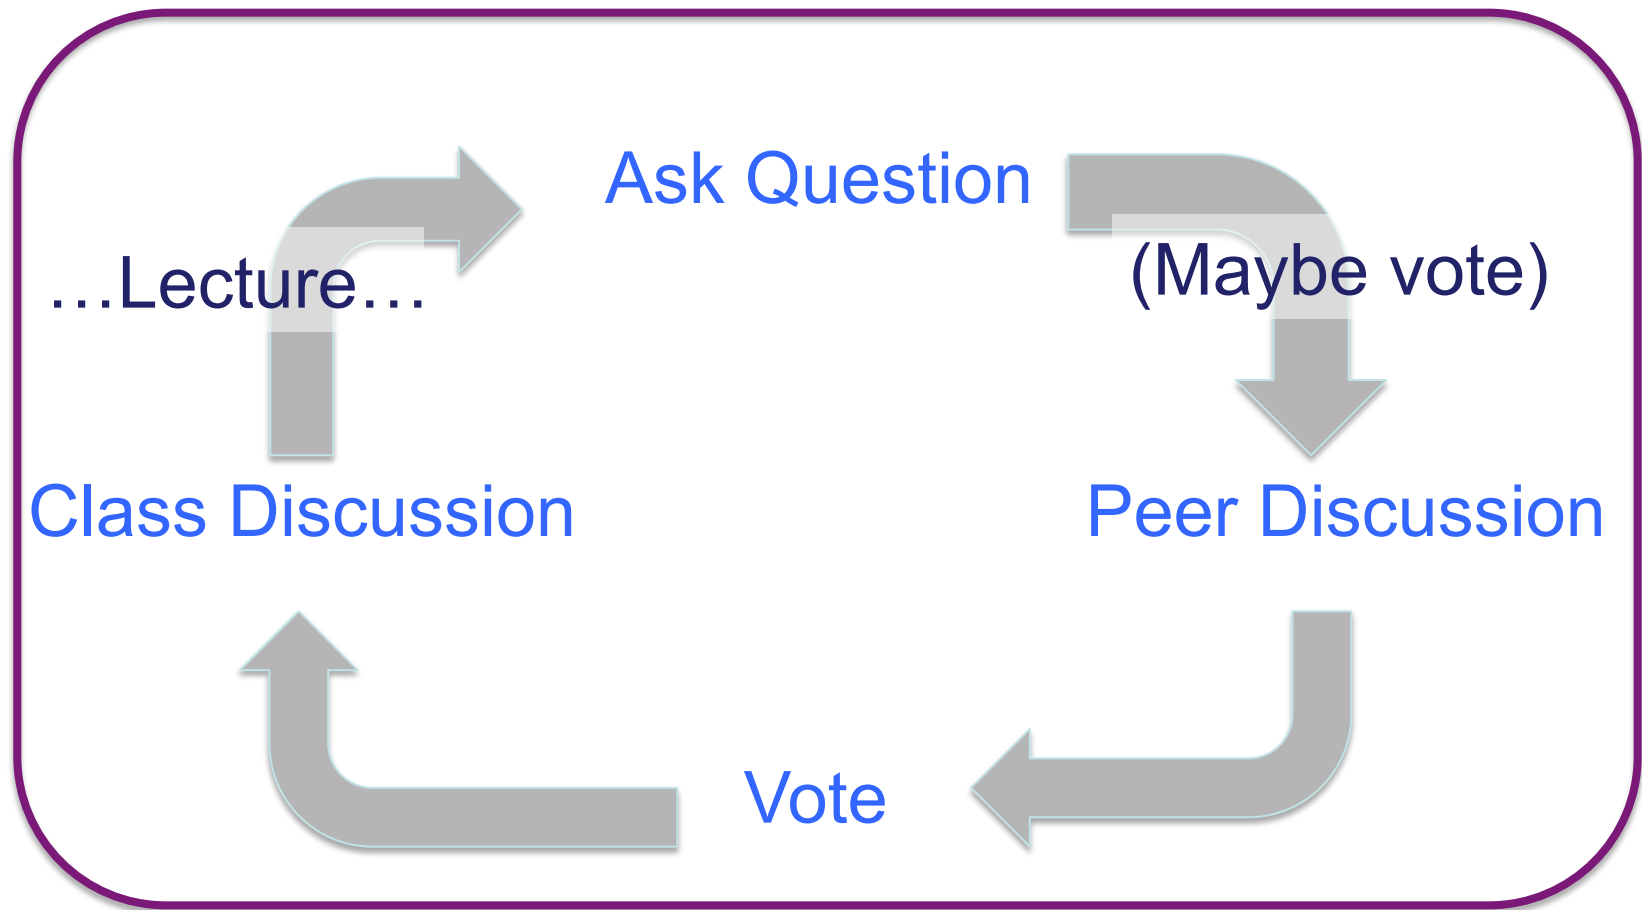 Ask Question
(Maybe vote)
…Lecture…
Class Discussion
Peer Discussion
Vote